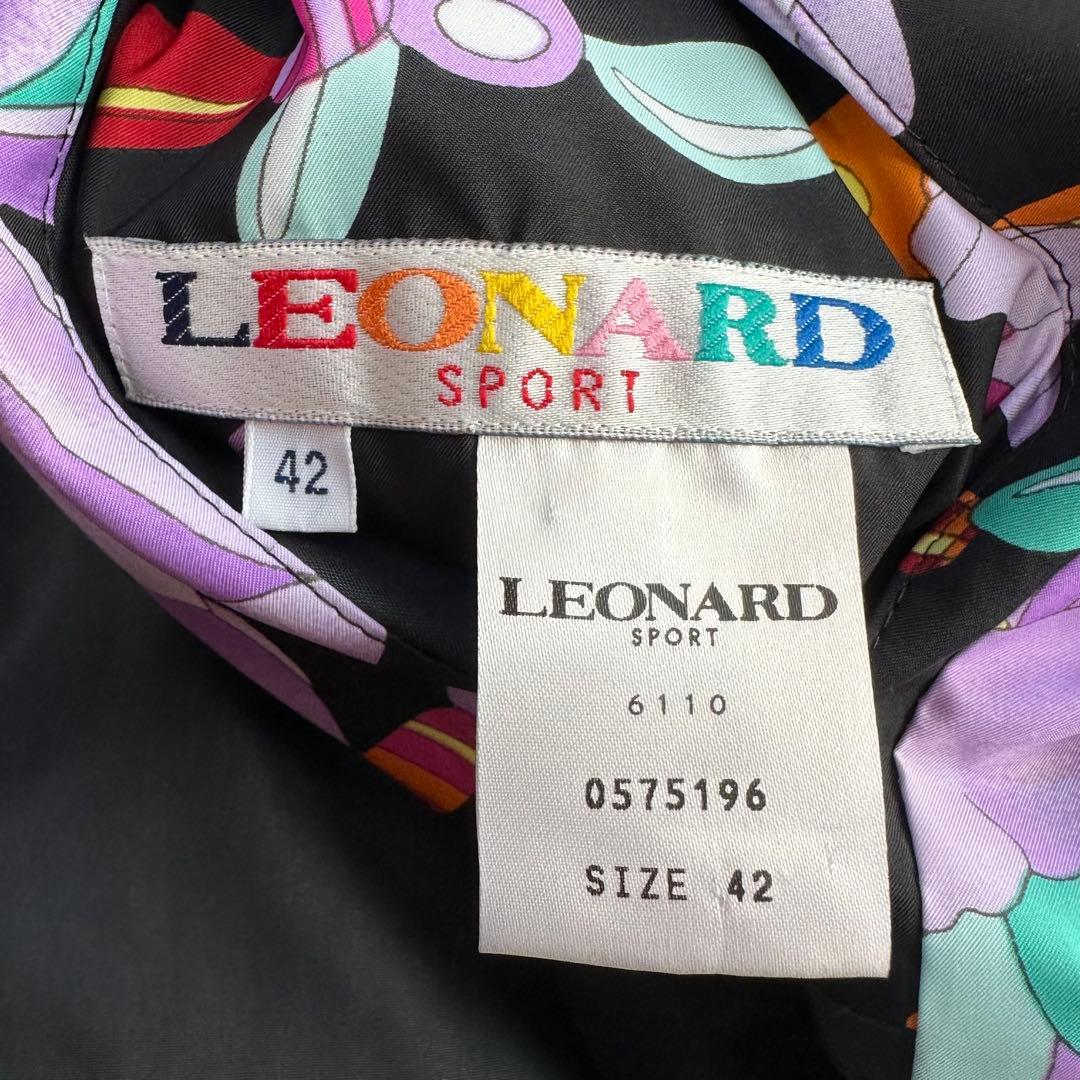 LEONARD
SPORT
42
LEONARD
SPORT
6110
0575196
SIZE 42